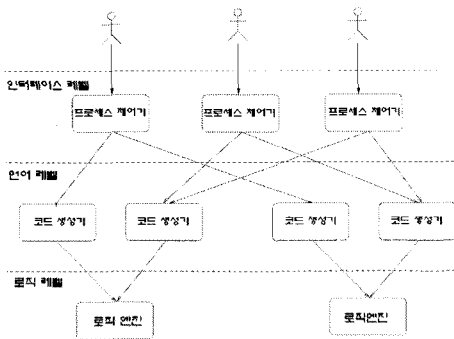 인터페이스 레벨
프로세스 제어기 프로세스 제어기 프로세스 제어기
언어 레벨
코드 생성기 코드 생성기 코드 생성기 코드 생성기
로직 레벨
로직 엔진 로직엔진